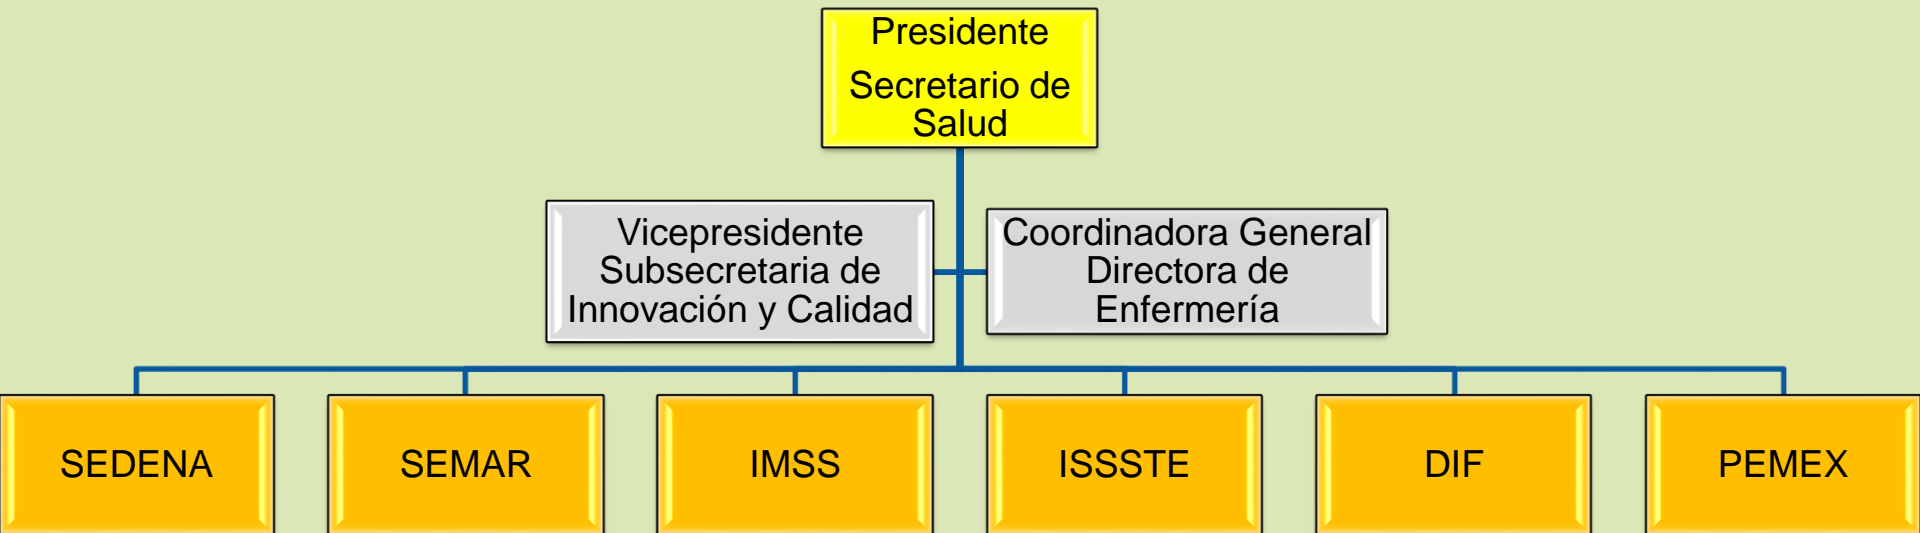 Presidente
Secretario de
Salud
Vicepresidente
Subsecretaria de
Innovación y Calidad
Coordinadora General
Directora de
Enfermería
SEDENA
SEMAR
IMSS
ISSSTE
DIF
PEMEX